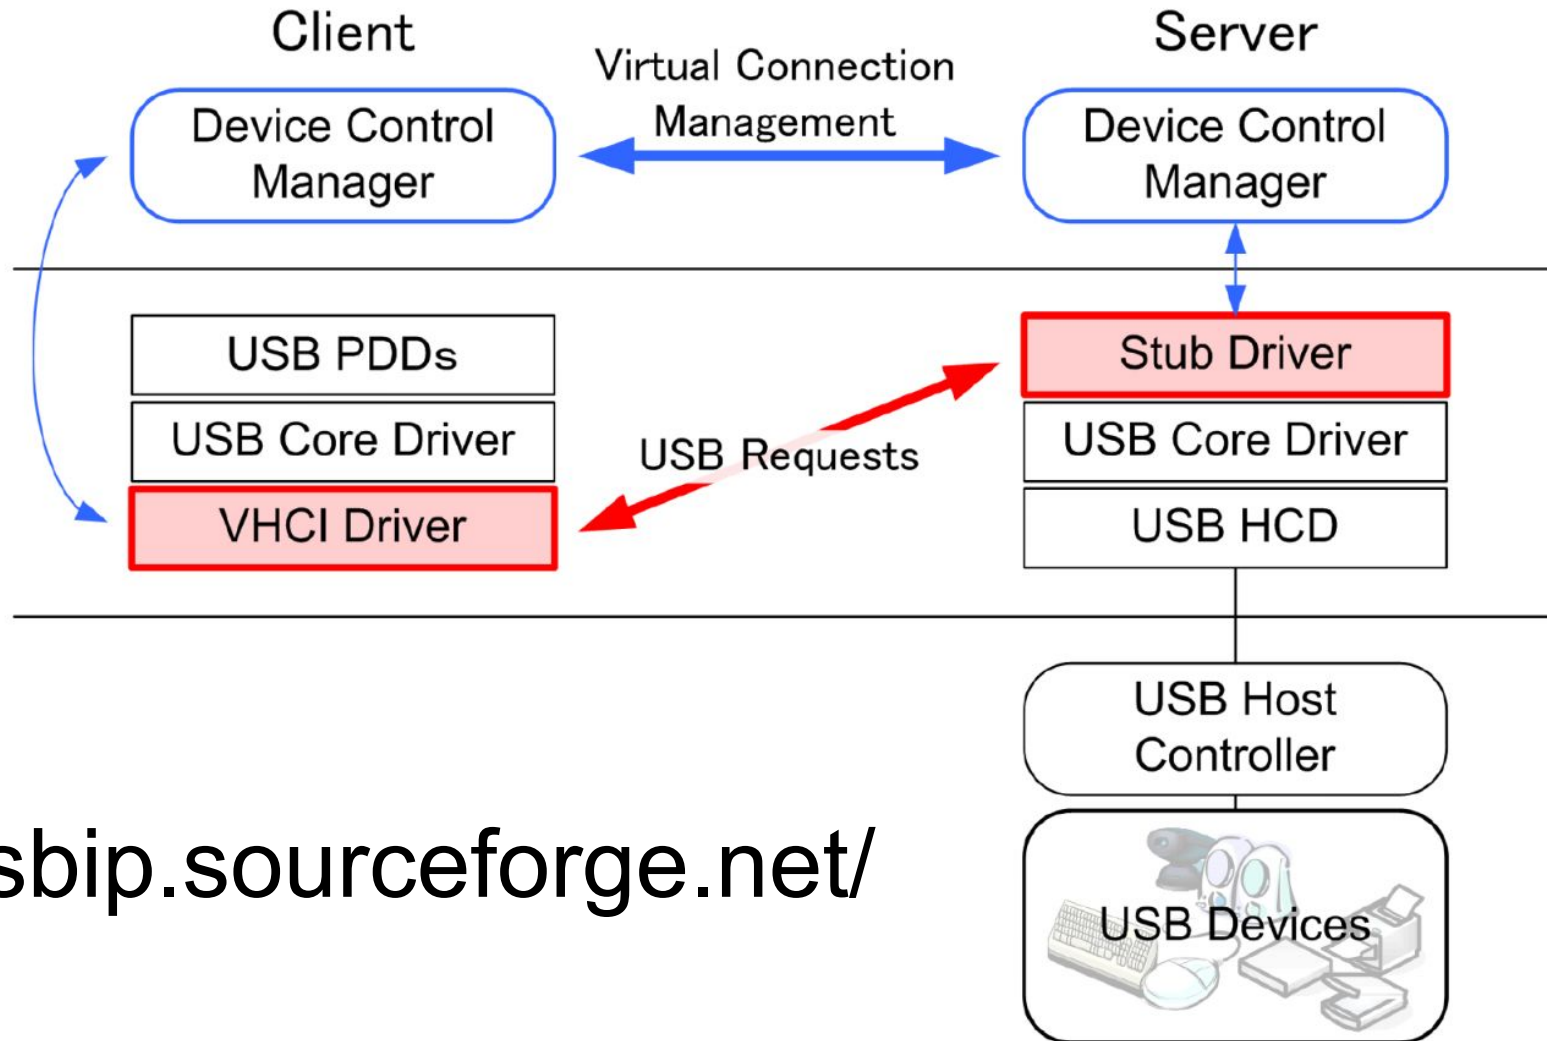 Client
Server
Virtual Connection
Management
Device Control
Manager
Device Control
Manager
USB PDDs
USB Core Driver
VHCI Driver
USB Requests
Stub Driver
USB Core Driver
USB HCD
USB Host
Controller
USB Devices
sbip.sourceforge.net/